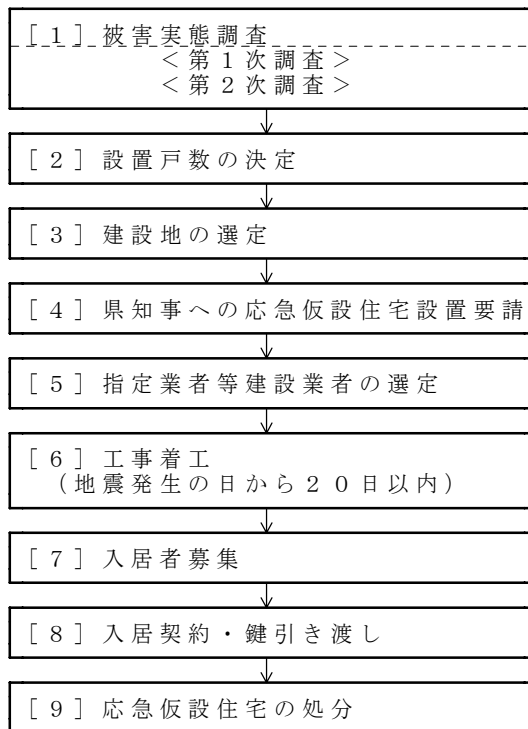 [1] 被害実態調査
<第1次調査>
<第2次調査>
[2] 設置戸数の決定
[3] 建設地の選定
[4] 県知事への応急仮設住宅設置要請
[5] 指定業者等建設業者の選定
[6] 工事着工
(地震発生の日から20日以内)
[7] 入居者募集
[8] 入居契約・鍵引き渡し
[9] 応急仮設住宅の処分